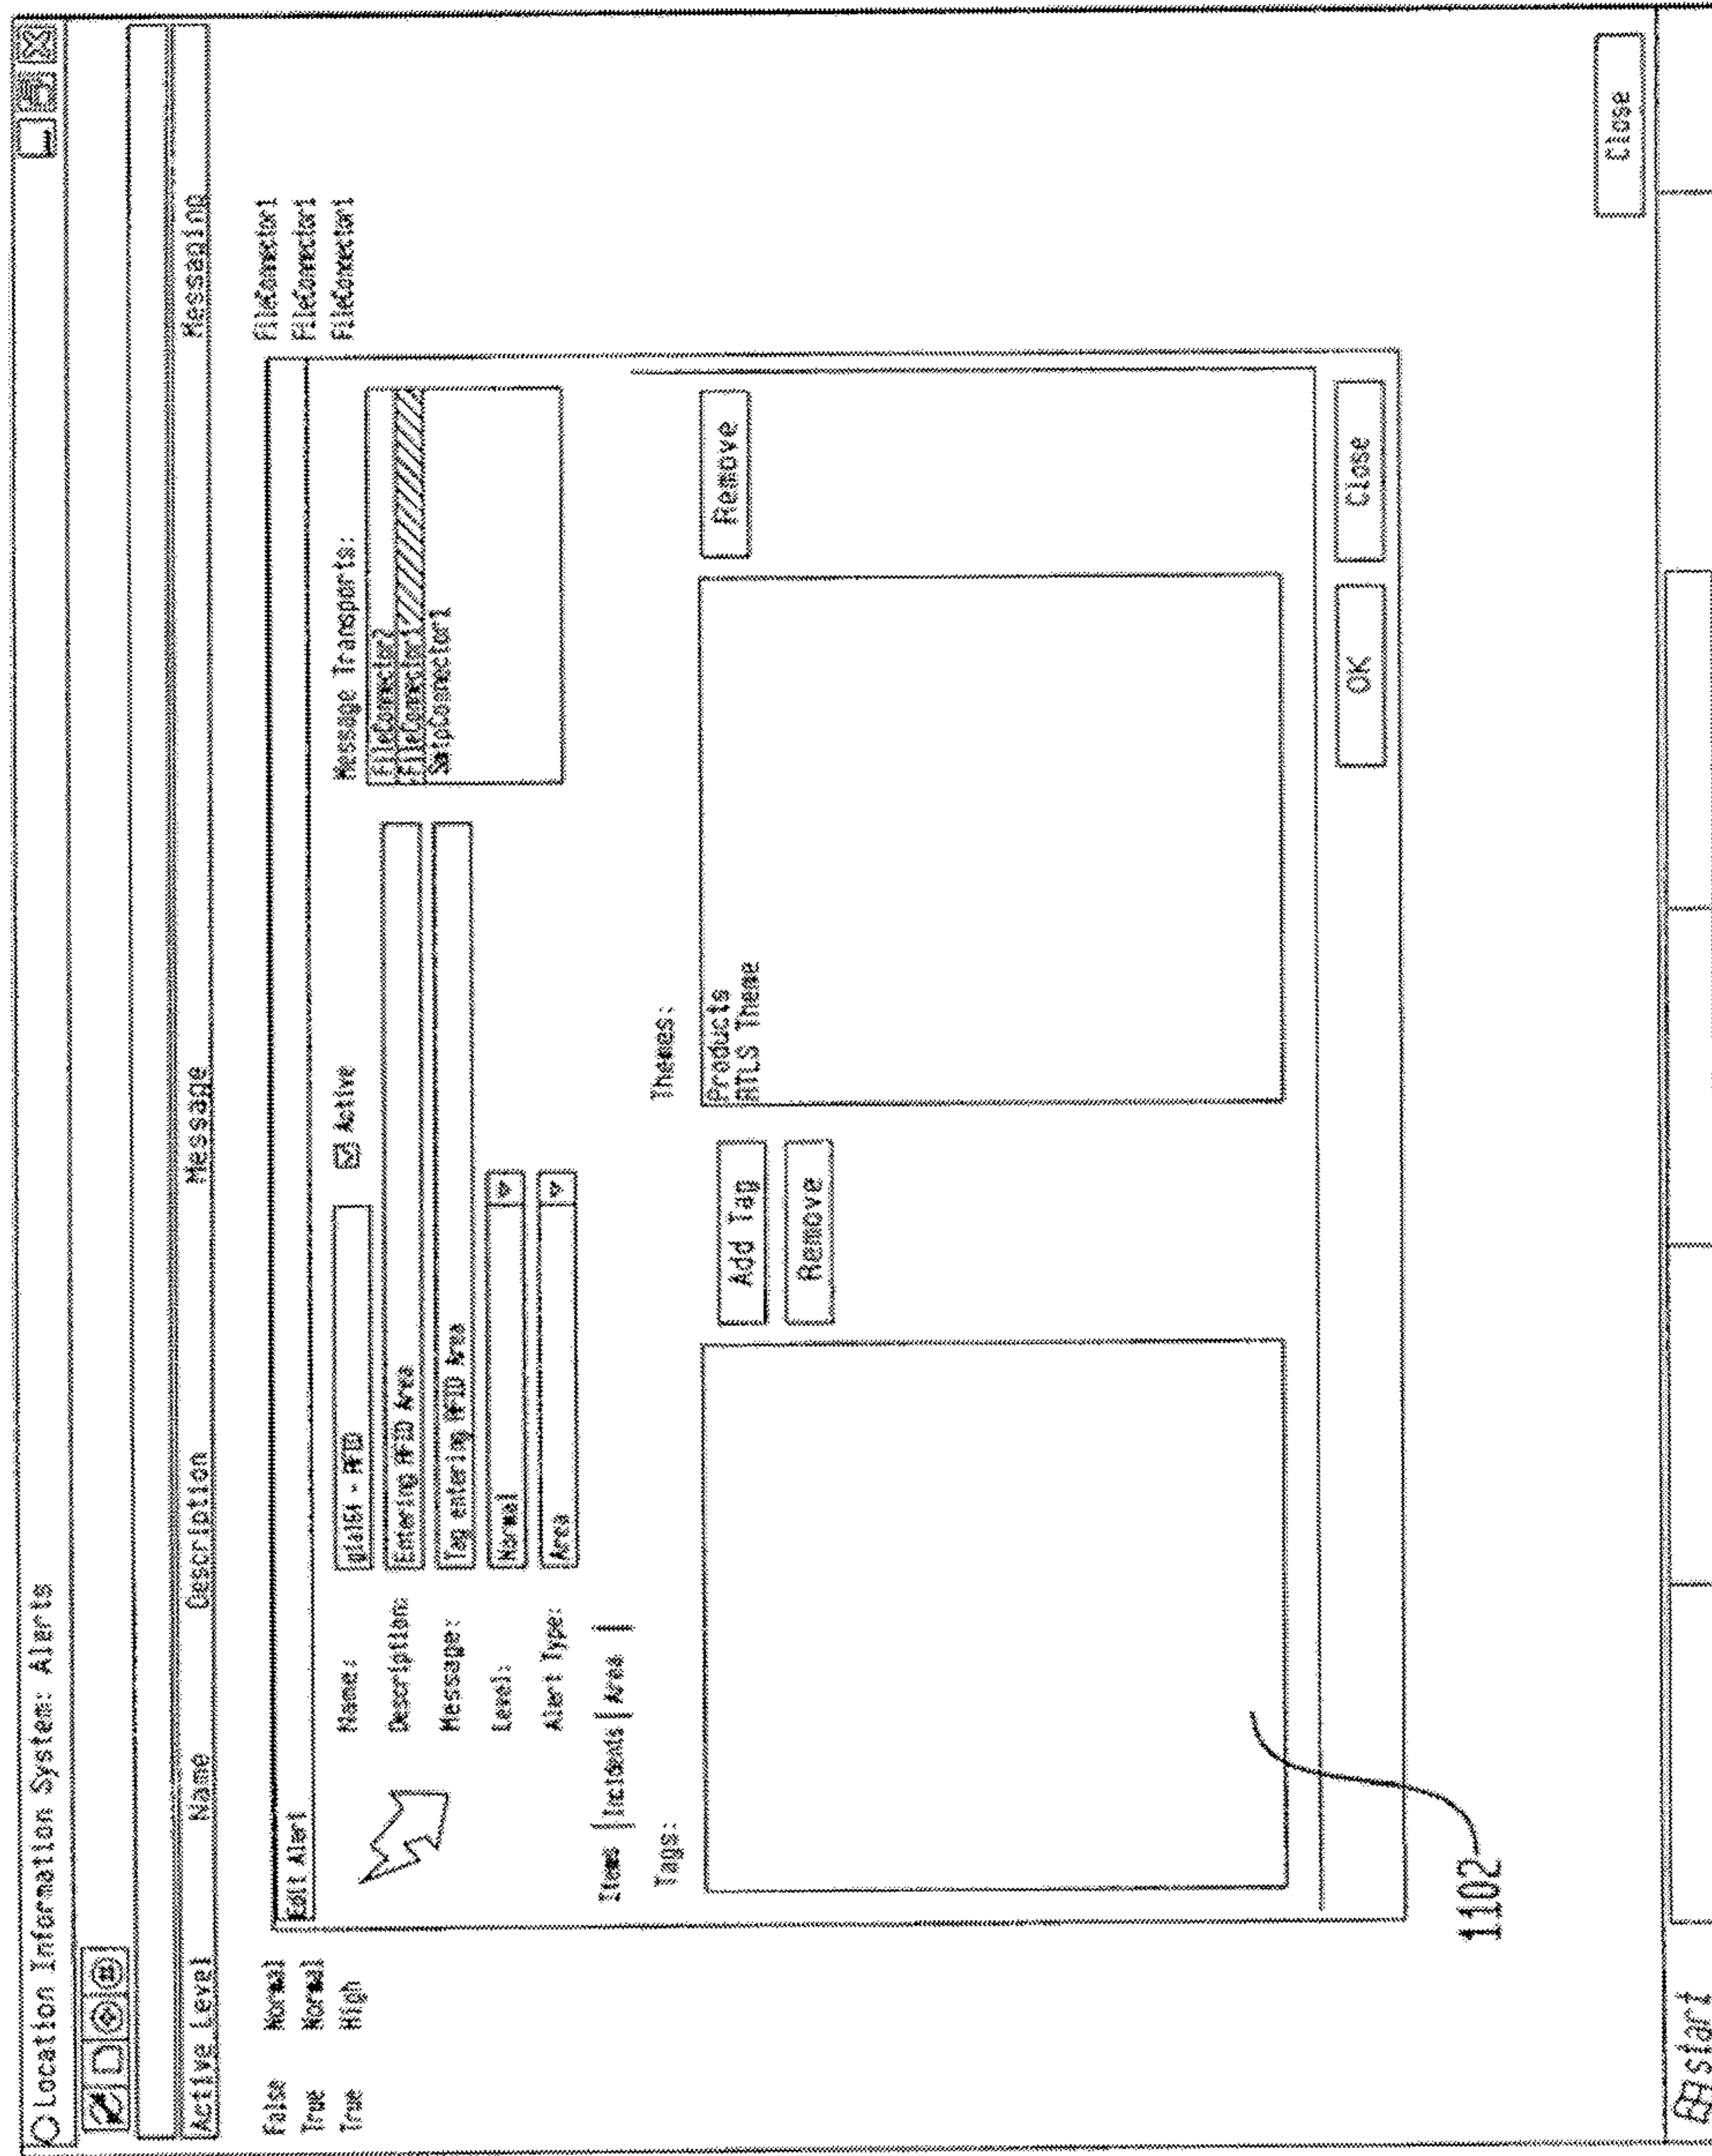 Location Information System: Alerts
Active Level Name Description Message Messaging
False Normal FileConnector1
True Normal FileConnector1
True High FileConnector1
Edit Alert
Name: - RFID Active
Description: Entering RFID Area
Message: Tag entering RFID Area
Level: Normal
Alert Type: Area
Message Transports:
FileConnector2
FileConnector1
SmtpConnector1
Items Incidents Area
Tags:
Add Tag
Remove
Themes:
Products
RTLS Theme
Remove
OK Close
1102
Close
start